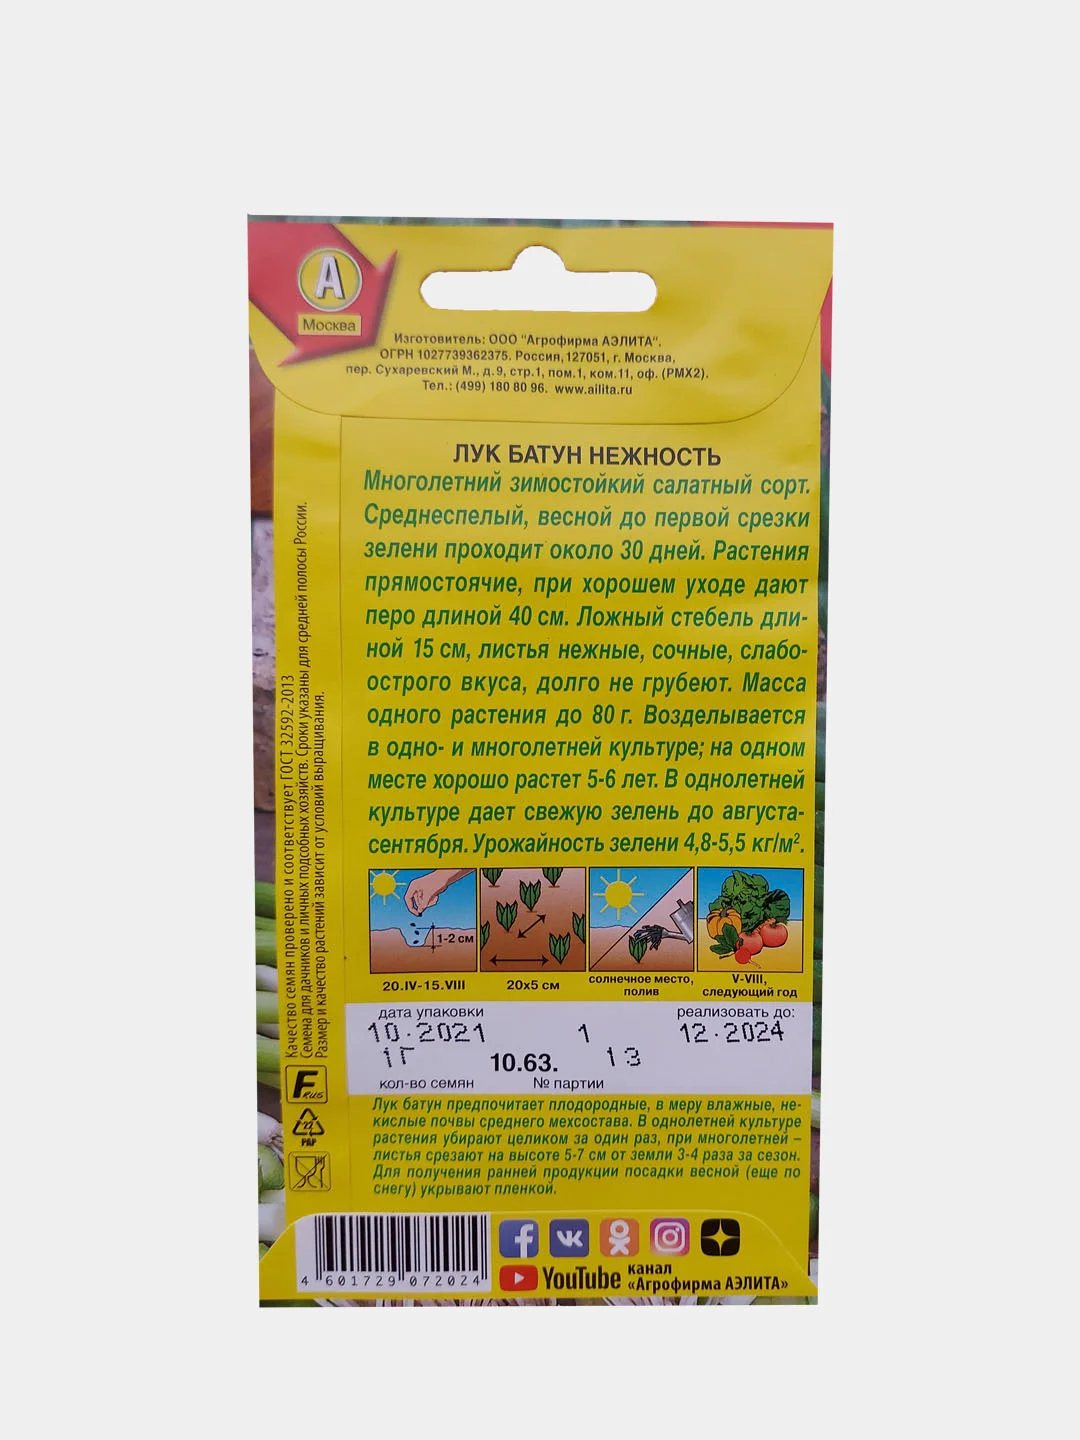 А
Москва
Изготовитель: ООО "Агрофирма АЭЛИТА".
ОГРН 1027739362375. Россия,127051, г. Москва,
пер. Сухаревский М., д.9, стр.1, пом.1, ком.11, оф. (РМХ2).
Тел.: (499) 180 80 96. www.ailita.ru
ЛУК БАТУН НЕЖНОСТЬ
Многолетний зимостойкий салатный сорт.
Среднеспелый, весной до первой срезки
зелени проходит около 30 дней. Растения
прямостоячие, при хорошем уходе дают
перо длиной 40 см. Ложный стебель дли-
ной 15 см, листья нежные, сочные, слабо-
острого вкуса, долго не грубеют. Масса
одного растения до 80 г. Возделывается
в одно- и многолетней культуре; на одном
месте хорошо растет 5-6 лет. В однолетней
культуре дает свежую зелень до августа-
сентября. Урожайность зелени 4,8-5,5 кг/м².
Качество семян проверено и соответствует ГОСТ 32592-2013
Семена для дачников и личных подсобных хозяйств. Сроки указаны для средней полосы России.
Размер и качество растений зависит от условий выращивания.
1-2 см
20.IV-15.VIII
20х5 см
солнечное место,
полив
V-VIII,
следующий год
дата упаковки
реализовать до:
10.2021
1
12.2024
1Г
10.63.
13
кол-во семян
№ партии
Лук батун предпочитает плодородные, в меру влажные, не-
кислые почвы среднего мехсостава. В однолетней культуре
растения убирают целиком за один раз, при многолетней –
листья срезают на высоте 5-7 см от земли 3-4 раза за сезон.
Для получения ранней продукции посадки весной (еще по
снегу) укрывают пленкой.
F RUS
22
PAP
4 601729 072024
YouTube
канал
«Агрофирма АЭЛИТА»